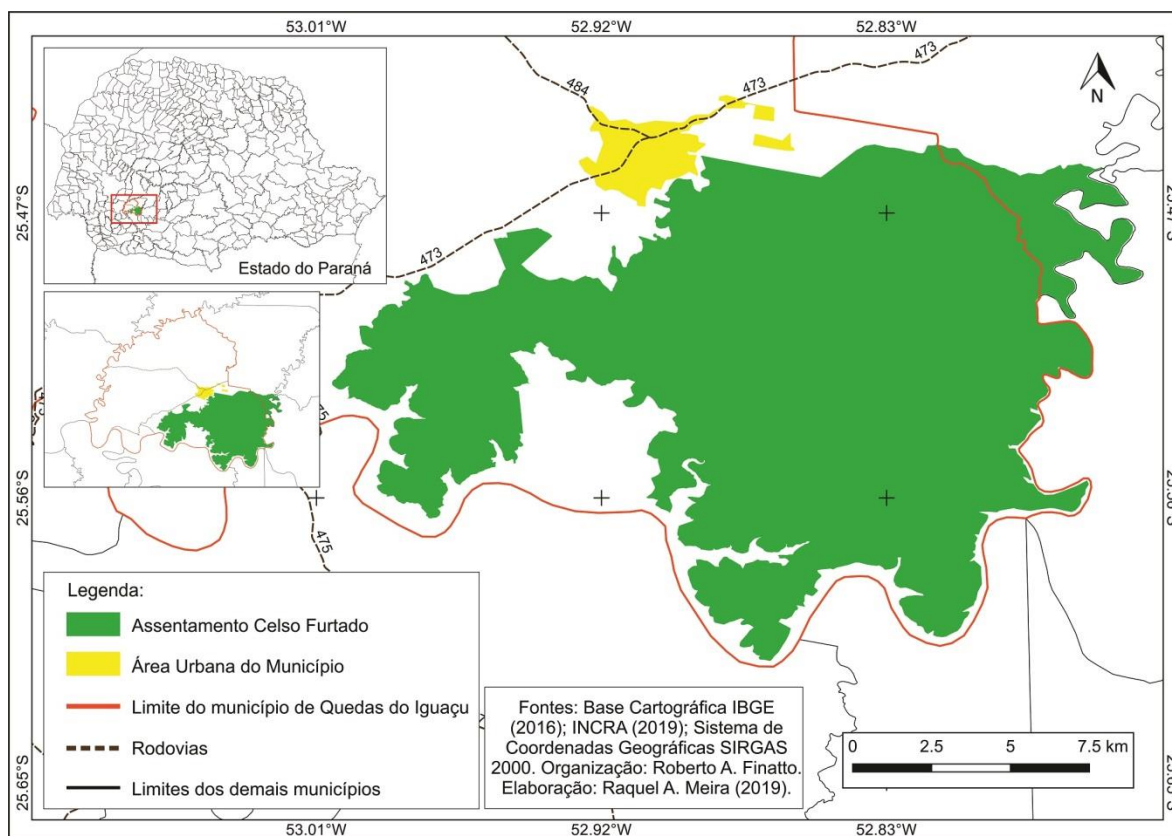 53.01°W
52.92°W
52.83°W
473
484
473
25.47°S
N
Estado do Paraná
473
25.56°S
475
Legenda:
Assentamento Celso Furtado
Área Urbana do Município
Limite do município de Quedas do Iguaçu
Rodovias
Limites dos demais municípios
Fontes: Base Cartográfica IBGE
(2016); INCRA (2019); Sistema de
Coordenadas Geográficas SIRGAS
2000. Organização: Roberto A. Finatto.
Elaboração: Raquel A. Meira (2019).
0 2.5 5 7.5 km
25.65°S
53.01°W
52.92°W
52.83°W